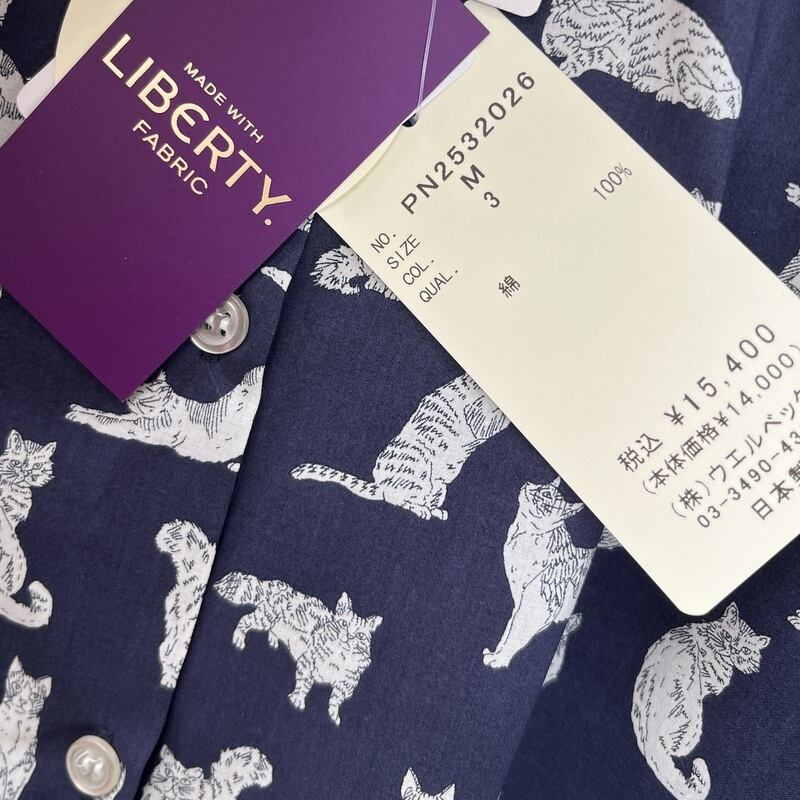 MADE WITH
LIBERTY.
FABRIC
NO. PN2532026
SIZE M
COL. 3
QUAL.
綿 100%
税込 ¥15,400
(本体価格¥14,000)
(株)ウエルベック
03-3490-43
日本製